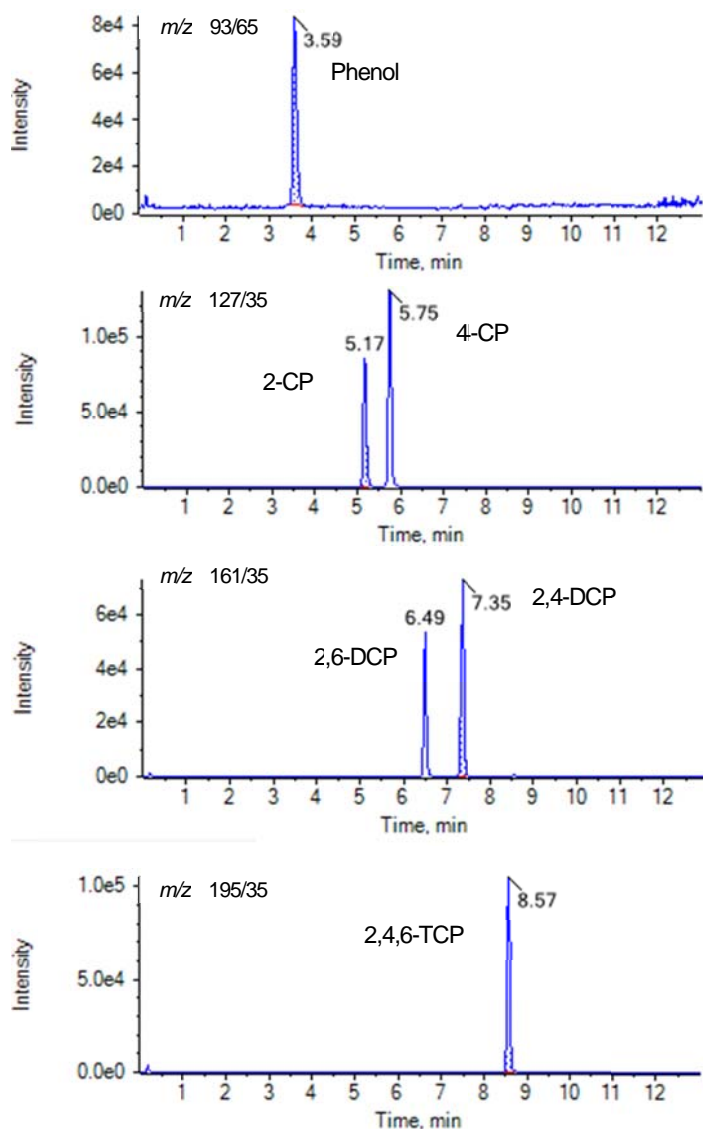 8e4
m/z 93/65
3.59
Phenol
6e4
4e4
2e4
0e0
Intensity
1 2 3 4 5 6 7 8 9 10 11 12
Time, min
m/z 127/35
5.75
4-CP
1.0e5
5.17
2-CP
5.0e4
0.0e0
Intensity
1 2 3 4 5 6 7 8 9 10 11 12
Time, min
m/z 161/35
7.35
2,4-DCP
6e4
6.49
2,6-DCP
4e4
2e4
0e0
Intensity
1 2 3 4 5 6 7 8 9 10 11 12
Time, min
1.0e5
m/z 195/35
8.57
2,4,6-TCP
5.0e4
0.0e0
Intensity
1 2 3 4 5 6 7 8 9 10 11 12
Time, min